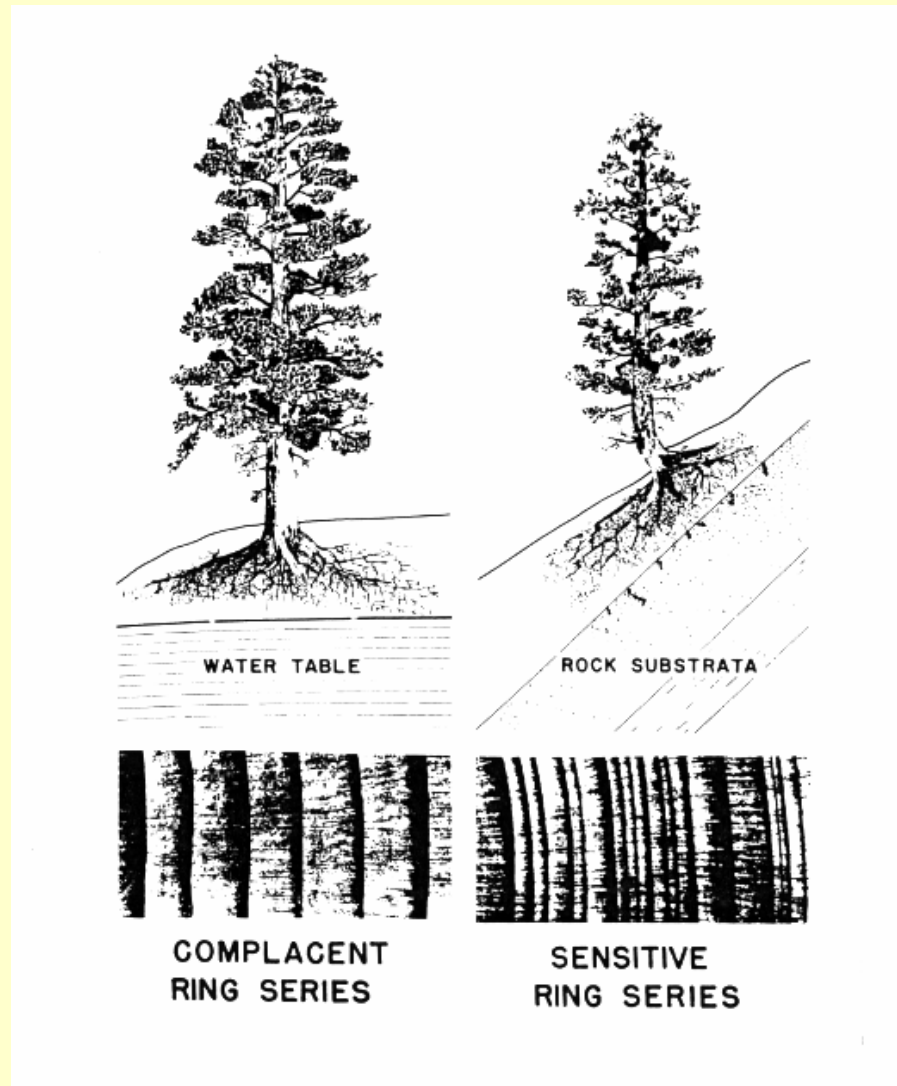 WATER TABLE
ROCK SUBSTRATA
COMPLACENT
RING SERIES
SENSITIVE
RING SERIES